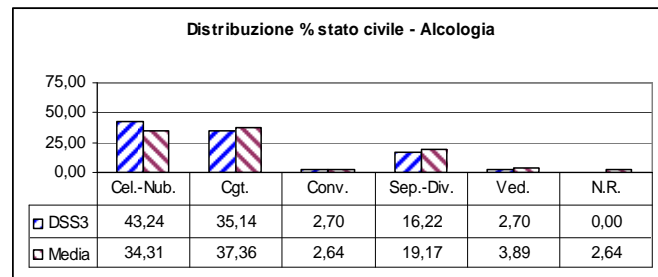 Distribuzione % stato civile - Alcologia
75,00
50,00
25,00
0,00
Cel.-Nub. Cgt. Conv. Sep.-Div. Ved. N.R.
DSS3 43,24 35,14 2,70 16,22 2,70 0,00
Media 34,31 37,36 2,64 19,17 3,89 2,64